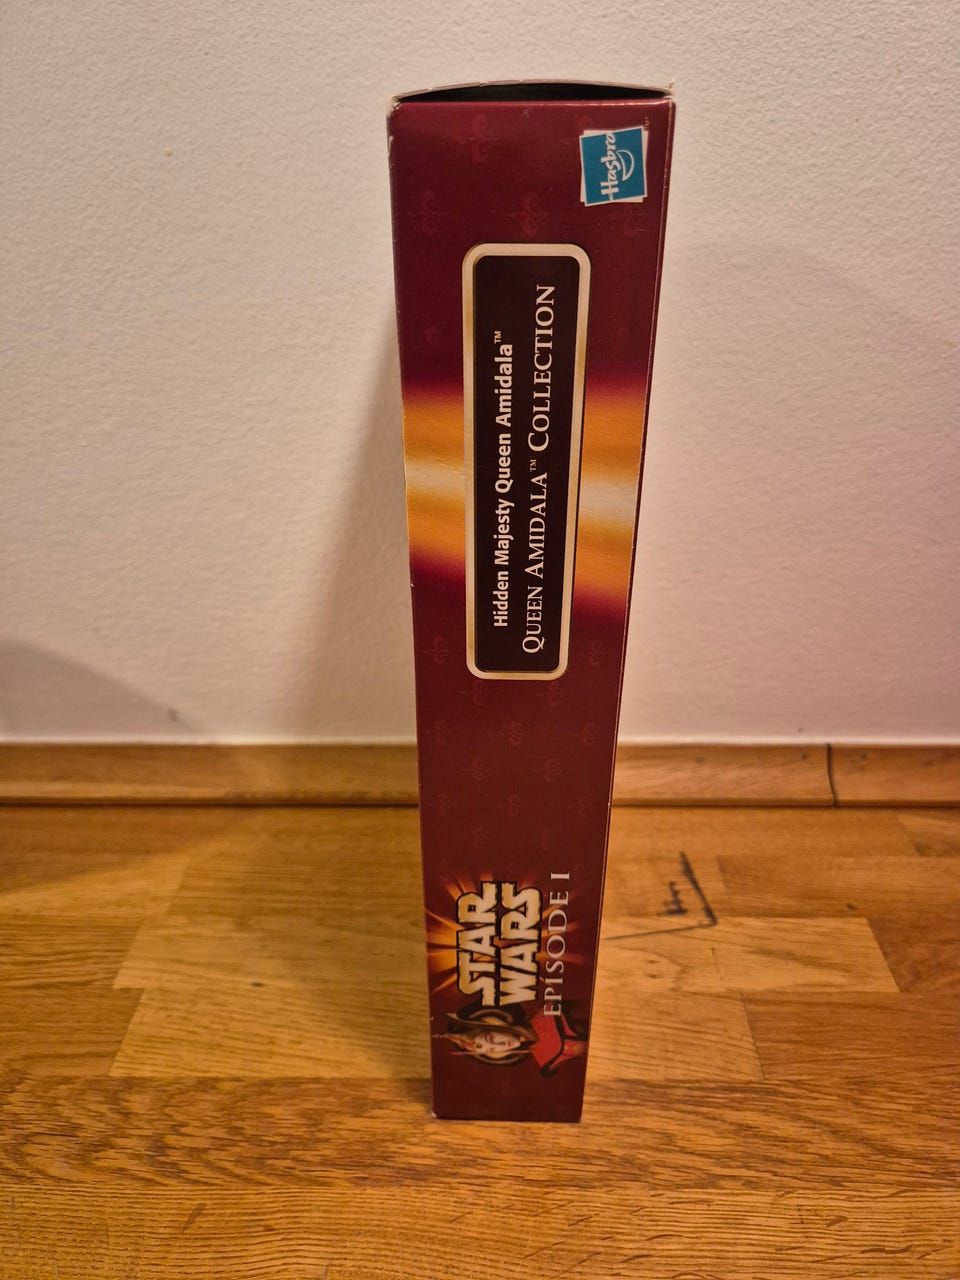 Hasbro
Hidden Majesty Queen Amidala™
QUEEN AMIDALA™ COLLECTION
STAR
WARS
EPISODE I